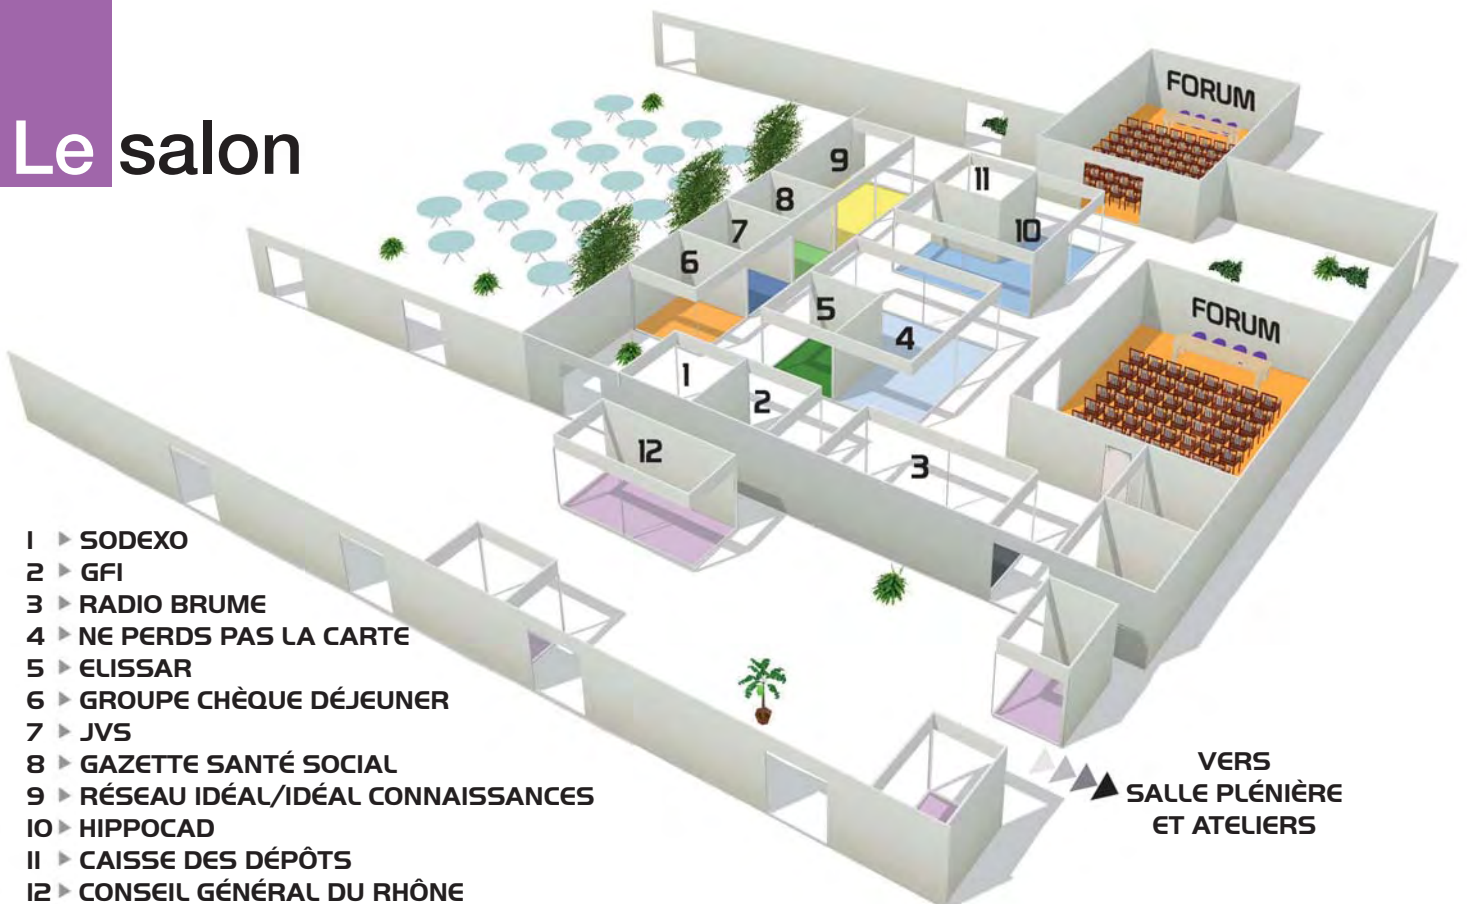 Le salon
FORUM
9
11
8
10
7
6
FORUM
5
4
1
2
12
3
1 ▶ SODEXO
2 ▶ GFI
3 ▶ RADIO BRUME
4 ▶ NE PERDS PAS LA CARTE
5 ▶ ELISSAR
6 ▶ GROUPE CHÈQUE DÉJEUNER
7 ▶ JVS
8 ▶ GAZETTE SANTÉ SOCIAL
9 ▶ RÉSEAU IDÉAL/IDÉAL CONNAISSANCES
10 ▶ HIPPOCAD
11 ▶ CAISSE DES DÉPÔTS
12 ▶ CONSEIL GÉNÉRAL DU RHÔNE
VERS
SALLE PLÉNIÈRE
ET ATELIERS